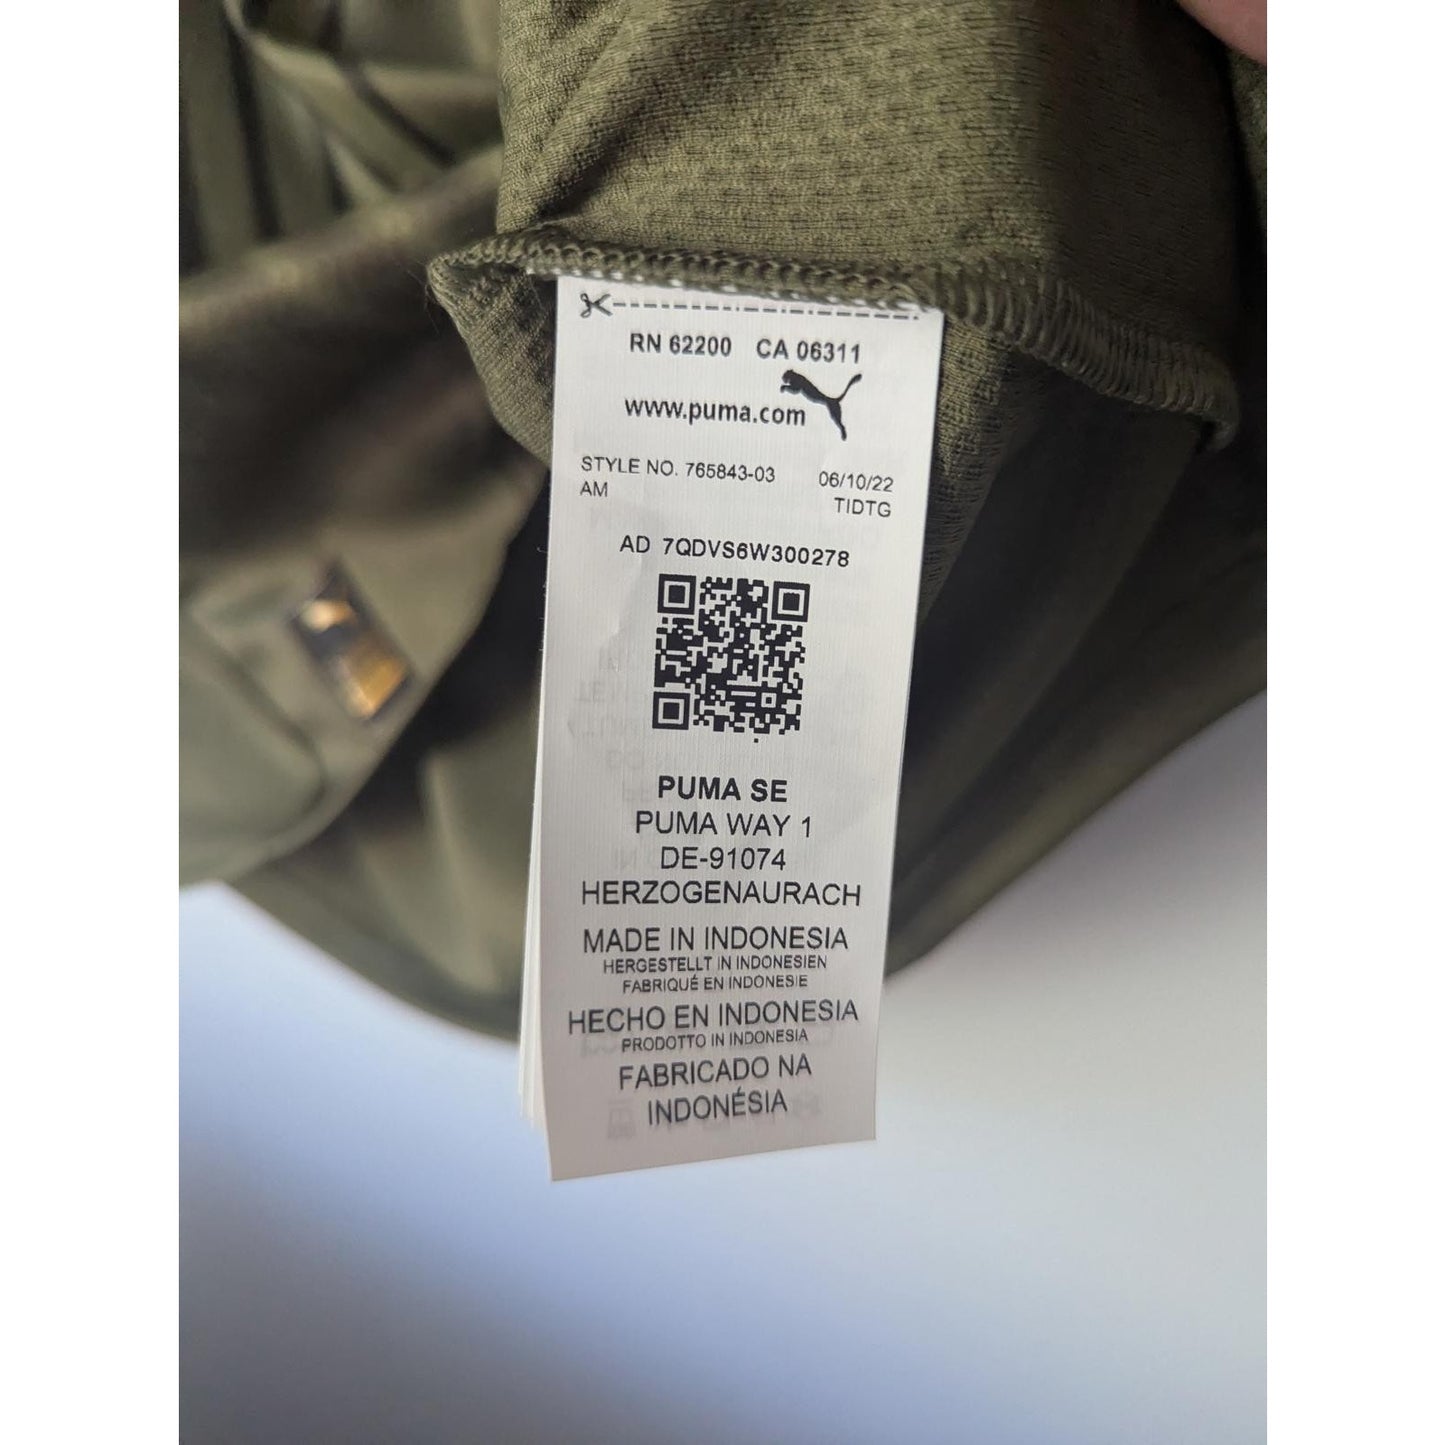 RN 62200 CA 06311
www.puma.com
STYLE NO. 765843-03 06/10/22
AM TIDTG
AD 7QDVS6W300278
PUMA SE
PUMA WAY 1
DE-91074
HERZOGENAURACH
MADE IN INDONESIA
HERGESTELLT IN INDONESIEN
FABRIQUÉ EN INDONESIE
HECHO EN INDONESIA
PRODOTTO IN INDONESIA
FABRICADO NA
INDONÉSIA